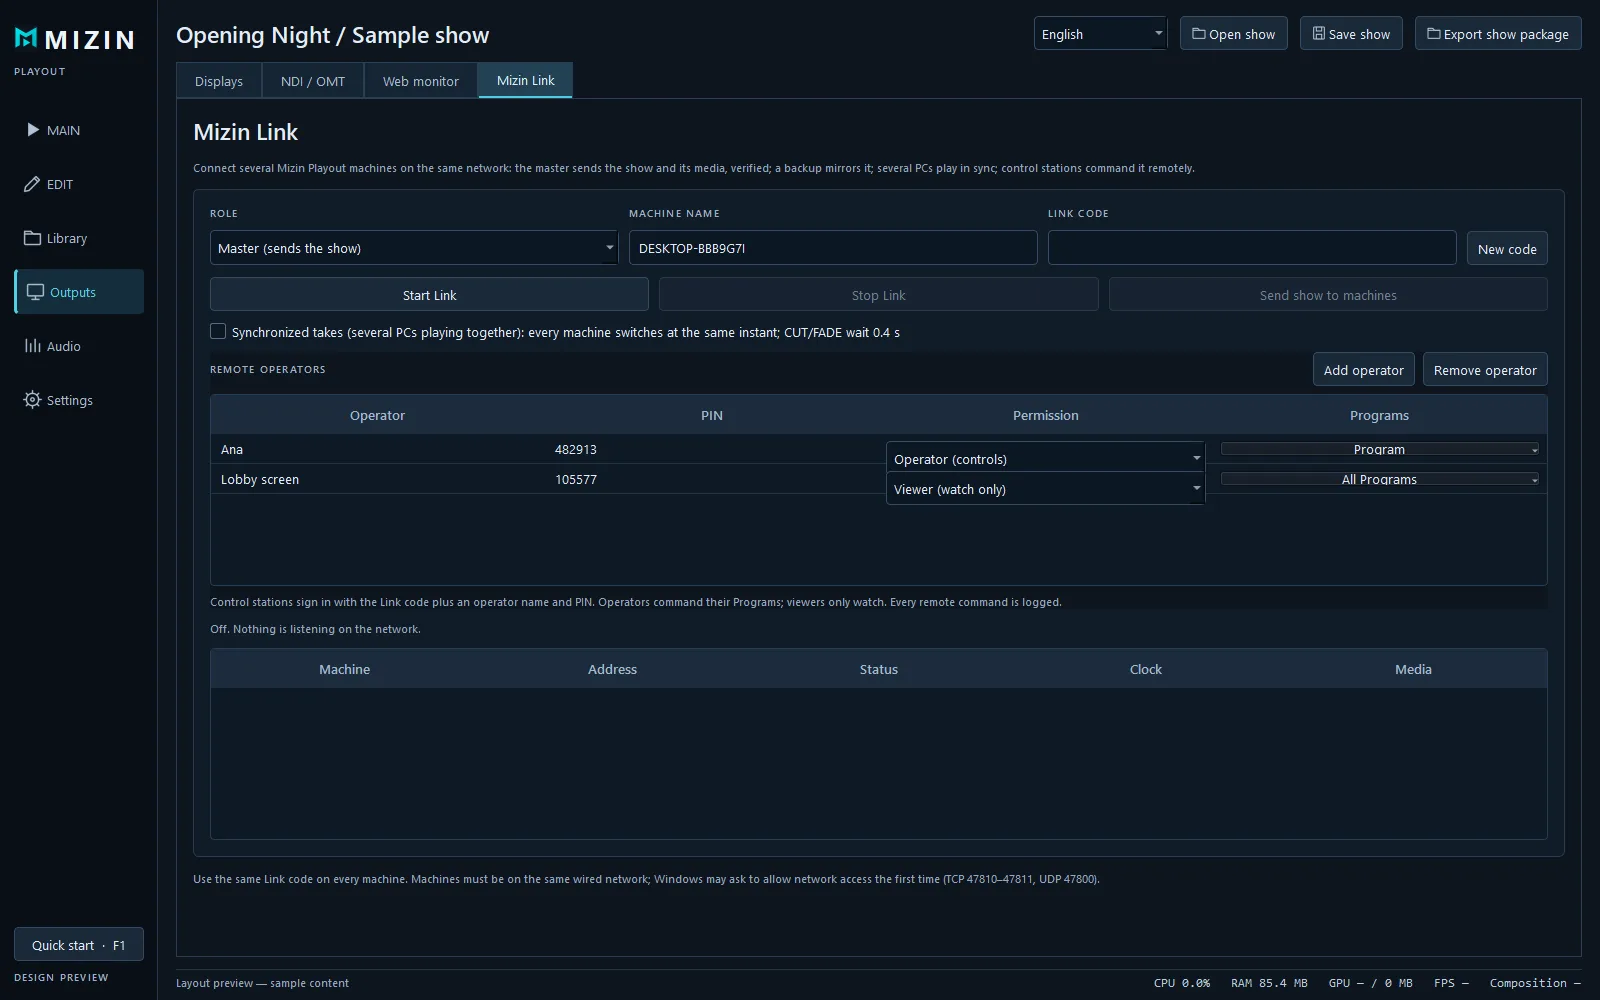 MIZIN
PLAYOUT
MAIN
EDIT
Library
Outputs
Audio
Settings
Quick start · F1
DESIGN PREVIEW
Opening Night / Sample show
English
Open show
Save show
Export show package
Displays
NDI / OMT
Web monitor
Mizin Link
Mizin Link
Connect several Mizin Playout machines on the same network: the master sends the show and its media, verified; a backup mirrors it; several PCs play in sync; control stations command it remotely.
ROLE
MACHINE NAME
LINK CODE
Master (sends the show)
DESKTOP-BBB9G7I
New code
Start Link
Stop Link
Send show to machines
Synchronized takes (several PCs playing together): every machine switches at the same instant; CUT/FADE wait 0.4 s
REMOTE OPERATORS
Add operator
Remove operator
Operator
PIN
Permission
Programs
Ana
482913
Operator (controls)
Program
Lobby screen
105577
Viewer (watch only)
All Programs
Control stations sign in with the Link code plus an operator name and PIN. Operators command their Programs; viewers only watch. Every remote command is logged.
Off. Nothing is listening on the network.
Machine
Address
Status
Clock
Media
Use the same Link code on every machine. Machines must be on the same wired network; Windows may ask to allow network access the first time (TCP 47810–47811, UDP 47800).
Layout preview — sample content
CPU 0.0%
RAM 85.4 MB
GPU — / 0 MB
FPS —
Composition —